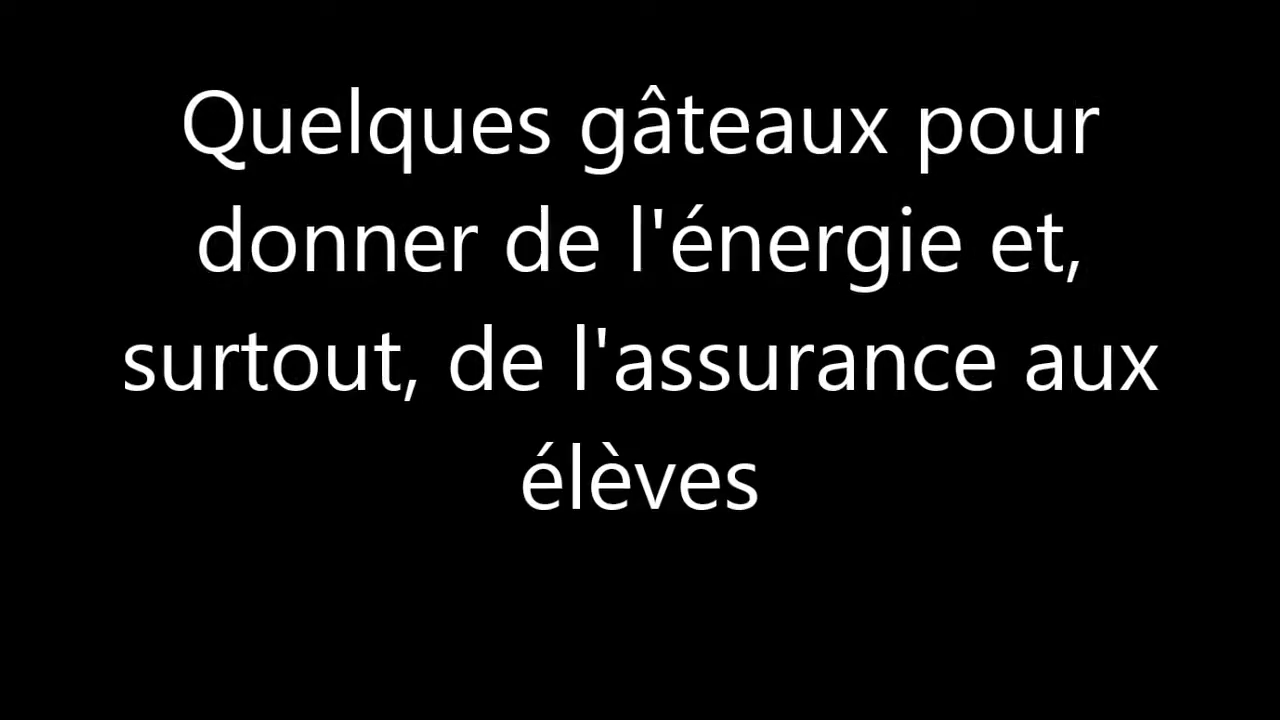 Quelques gâteaux pour
donner de l'énergie et,
surtout, de l'assurance aux
élèves